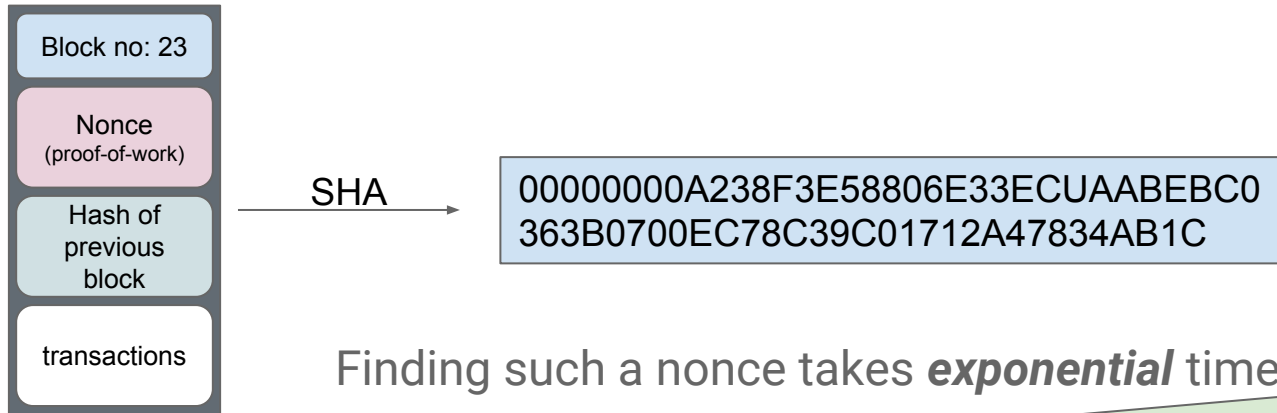 Block no: 23
Nonce
(proof-of-work)
Hash of
previous
block
transactions
SHA
00000000A238F3E58806E33ECUAABEBC0
363B0700EC78C39C01712A47834AB1C
Finding such a nonce takes exponential time